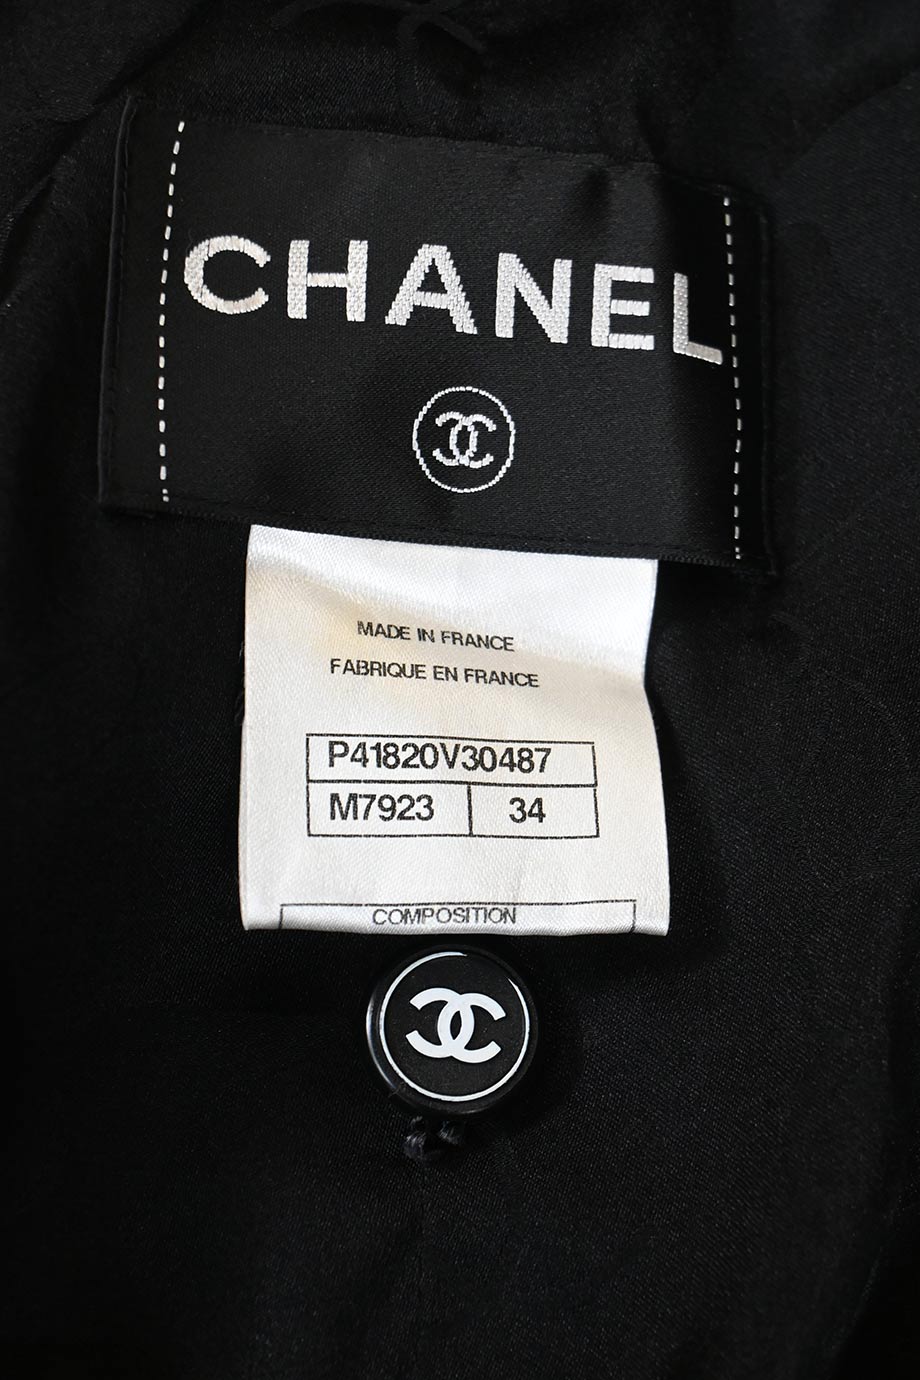 CHANEL
MADE IN FRANCE
FABRIQUE EN FRANCE
P41820V30487
M7923 34
COMPOSITION